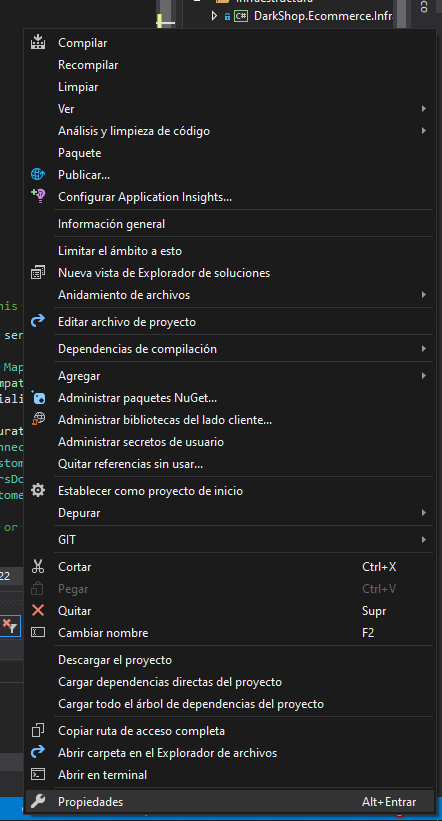 DarkShop.Ecommerce.Infr
Compilar
Recompilar
Limpiar
Ver
Análisis y limpieza de código
Paquete
Publicar...
Configurar Application Insights...
Información general
Limitar el ámbito a esto
Nueva vista de Explorador de soluciones
Anidamiento de archivos
Editar archivo de proyecto
Dependencias de compilación
Agregar
Administrar paquetes NuGet...
Administrar bibliotecas del lado cliente...
Administrar secretos de usuario
Quitar referencias sin usar...
Establecer como proyecto de inicio
Depurar
GIT
Cortar Ctrl+X
Pegar Ctrl+V
Quitar Supr
Cambiar nombre F2
Descargar el proyecto
Cargar dependencias directas del proyecto
Cargar todo el árbol de dependencias del proyecto
Copiar ruta de acceso completa
Abrir carpeta en el Explorador de archivos
Abrir en terminal
Propiedades Alt+Entrar